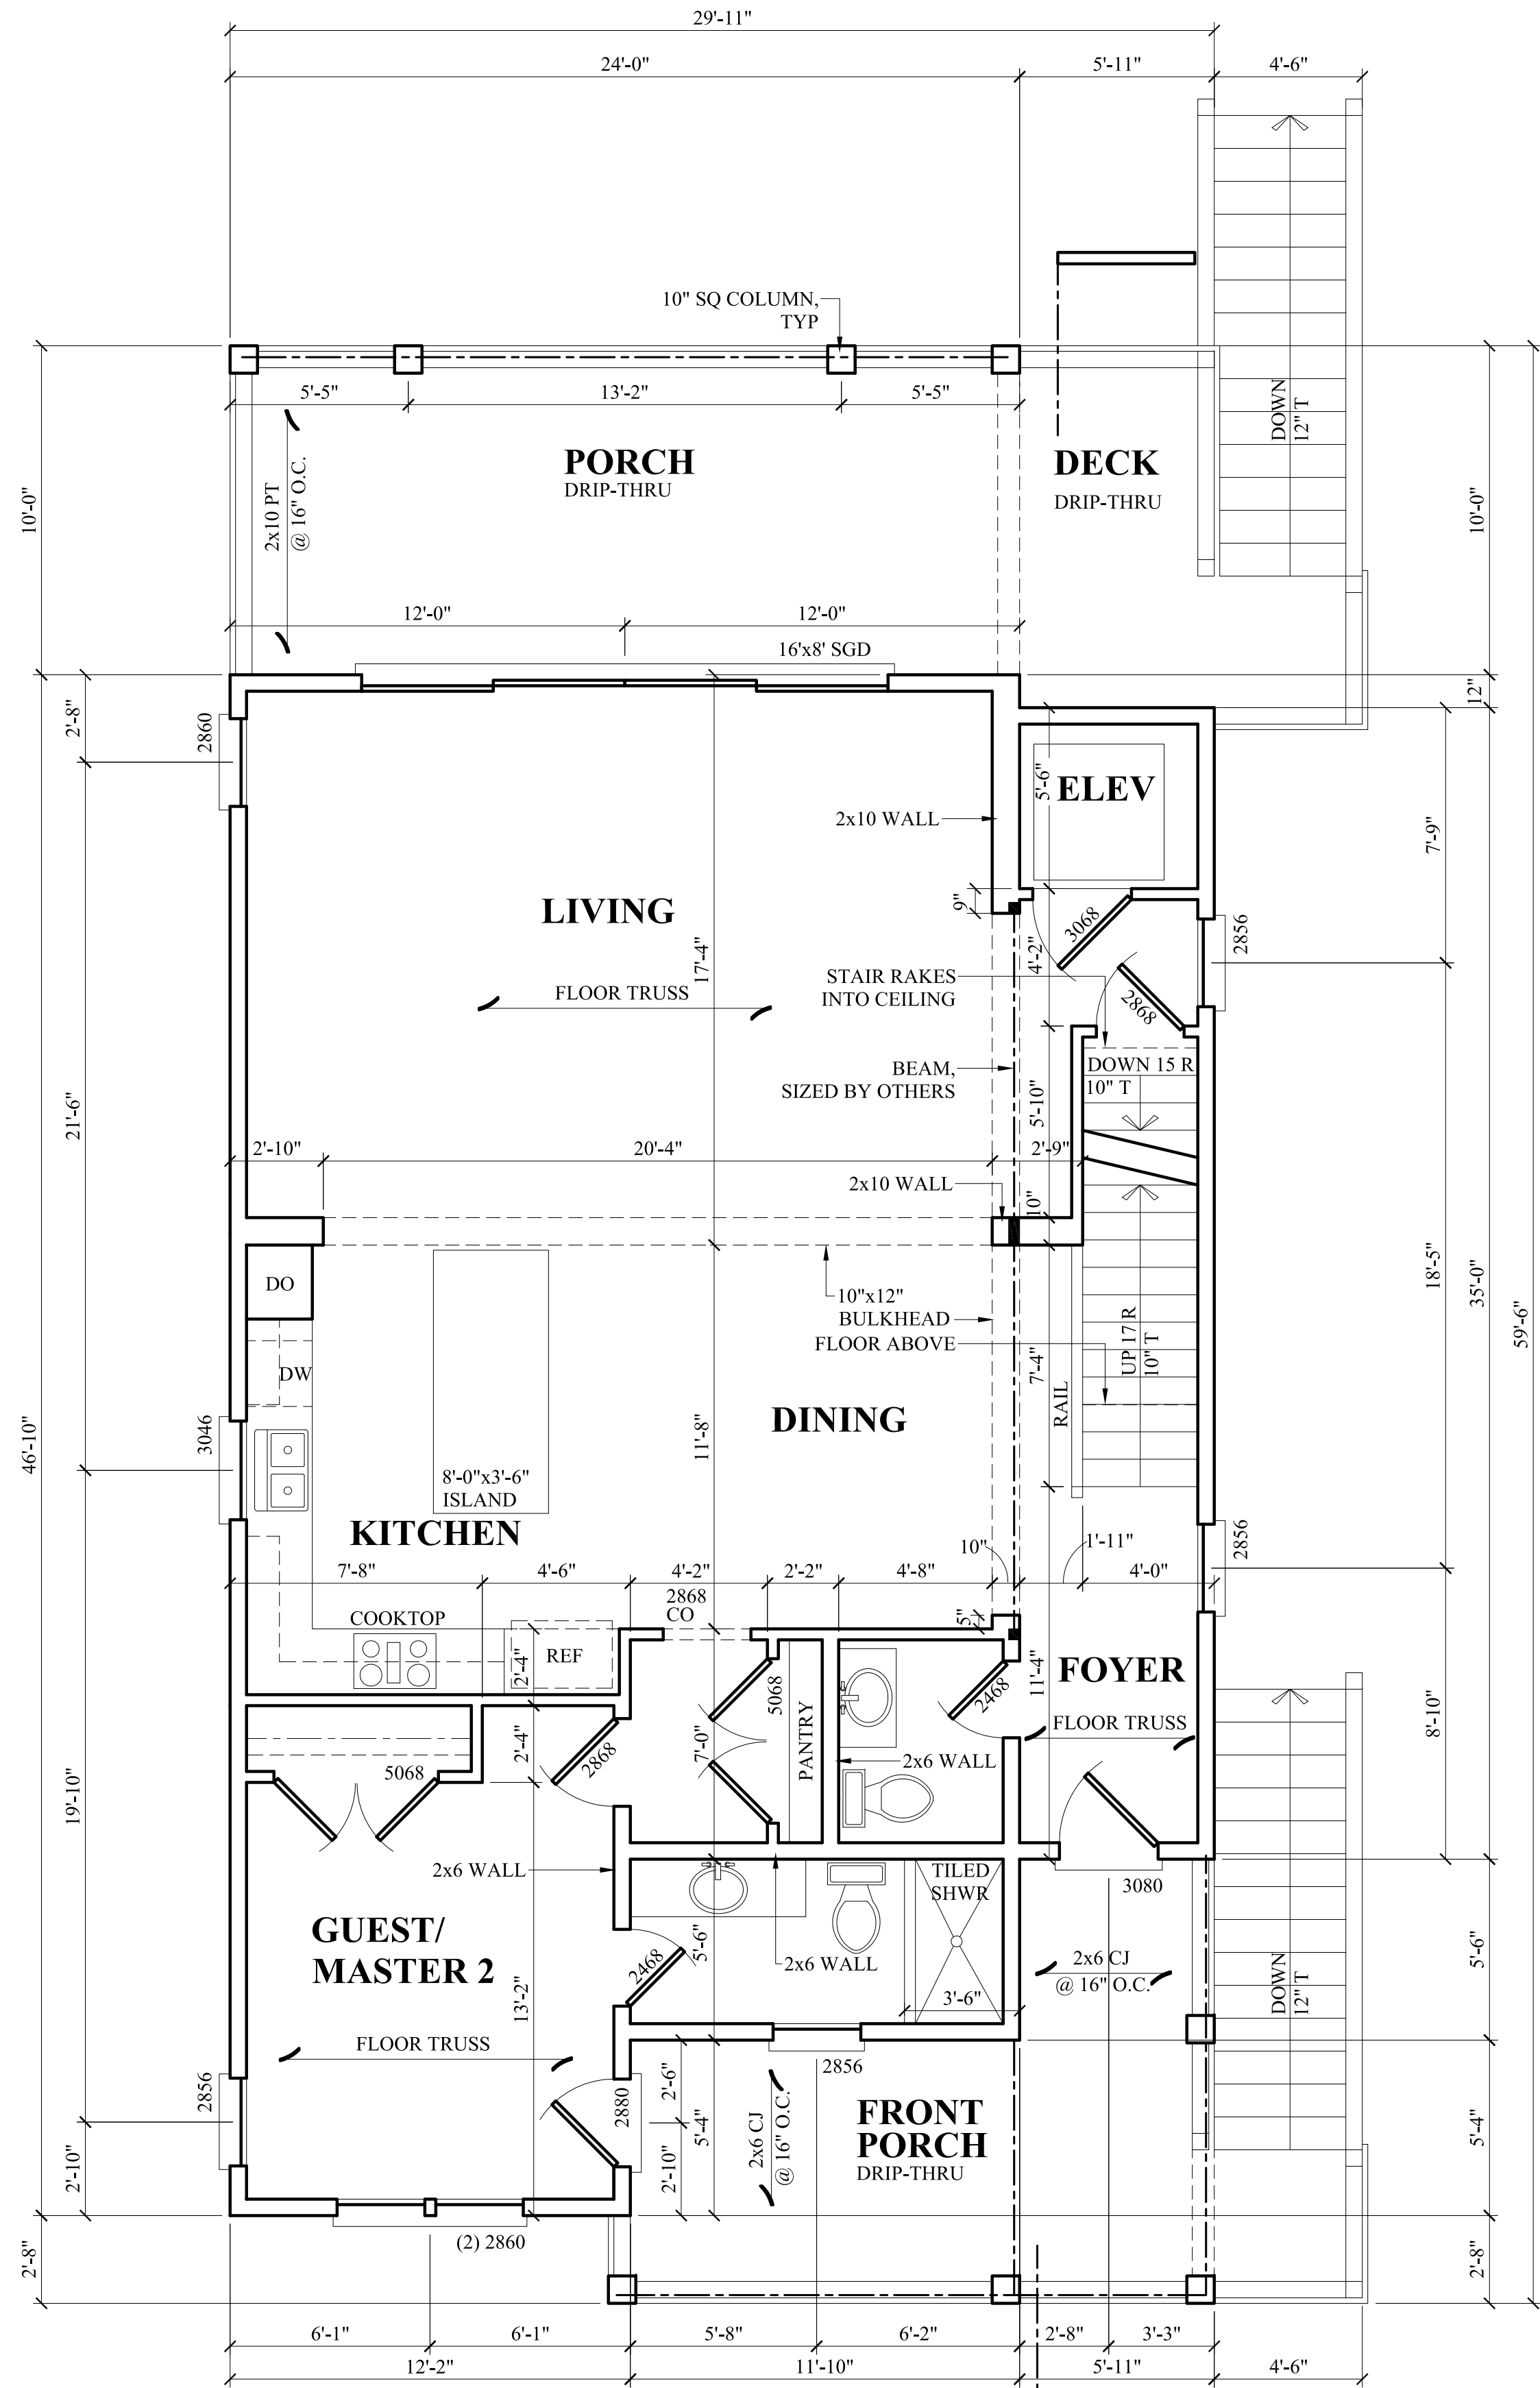 29'-11"
24'-0"
5'-11"
4'-6"
10" SQ COLUMN,
TYP
5'-5"
13'-2"
5'-5"
DOWN
12" T
PORCH
DRIP-THRU
DECK
DRIP-THRU
2x10 PT
@ 16" O.C.
10'-0"
10'-0"
12'-0"
12'-0"
16'x8' SGD
12"
2'-8"
2860
ELEV
5'-6"
2x10 WALL
7'-9"
LIVING
9"
3068
2856
4'-2"
17'-4"
STAIR RAKES
INTO CEILING
FLOOR TRUSS
2868
BEAM,
SIZED BY OTHERS
DOWN 15 R
10" T
21'-6"
5'-10"
2'-10"
20'-4"
2'-9"
2x10 WALL
10"
18'-5"
35'-0"
59'-6"
DO
10"x12"
BULKHEAD
FLOOR ABOVE
UP 17 R
10" T
DW
7'-4"
RAIL
DINING
3046
46'-10"
11'-8"
8'-0"x3'-6"
ISLAND
KITCHEN
10"
1'-11"
2856
7'-8"
4'-6"
4'-2"
2'-2"
4'-8"
4'-0"
2868
CO
COOKTOP
5"
REF
2'-4"
FOYER
11'-4"
5068
2468
FLOOR TRUSS
8'-10"
2'-4"
2868
7'-0"
PANTRY
2x6 WALL
5068
19'-10"
2x6 WALL
TILED
SHWR
3080
GUEST/
MASTER 2
5'-6"
2468
2x6 WALL
2x6 CJ
@ 16" O.C.
5'-6"
DOWN
12" T
13'-2"
3'-6"
FLOOR TRUSS
2856
2856
2880
2'-6"
5'-4"
2x6 CJ
@ 16" O.C.
FRONT
PORCH
DRIP-THRU
5'-4"
2'-10"
2'-10"
(2) 2860
2'-8"
2'-8"
6'-1"
6'-1"
5'-8"
6'-2"
2'-8"
3'-3"
12'-2"
11'-10"
5'-11"
4'-6"